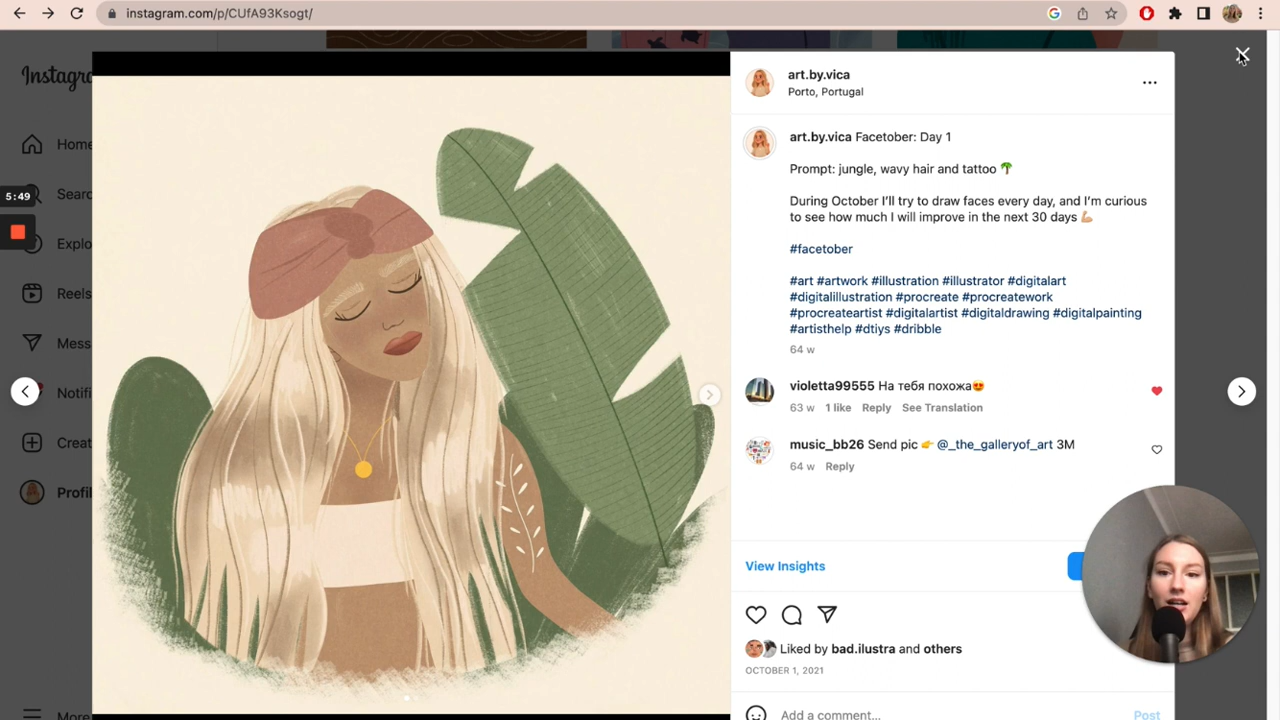 instagram.com/p/CUfA93Ksogt/
Instagra
art.by.vica
Porto, Portugal
Home
5:49
Searc
Explo
Reels
Mess
Notifi
Creat
Profil
More
art.by.vica Facetober: Day 1
Prompt: jungle, wavy hair and tattoo 🌴
During October I'll try to draw faces every day, and I'm curious
to see how much I will improve in the next 30 days 💪🏼
#facetober
#art #artwork #illustration #illustrator #digitalart
#digitalillustration #procreate #procreatework
#procreateartist #digitalartist #digitaldrawing #digitalpainting
#artisthelp #dtiys #dribble
64 w
violetta99555 На тебя похожа😍
63 w 1 like Reply See Translation
music_bb26 Send pic 👉 @_the_galleryof_art 3M
64 w Reply
View Insights
Liked by bad.ilustra and others
OCTOBER 1, 2021
Add a comment...
Post